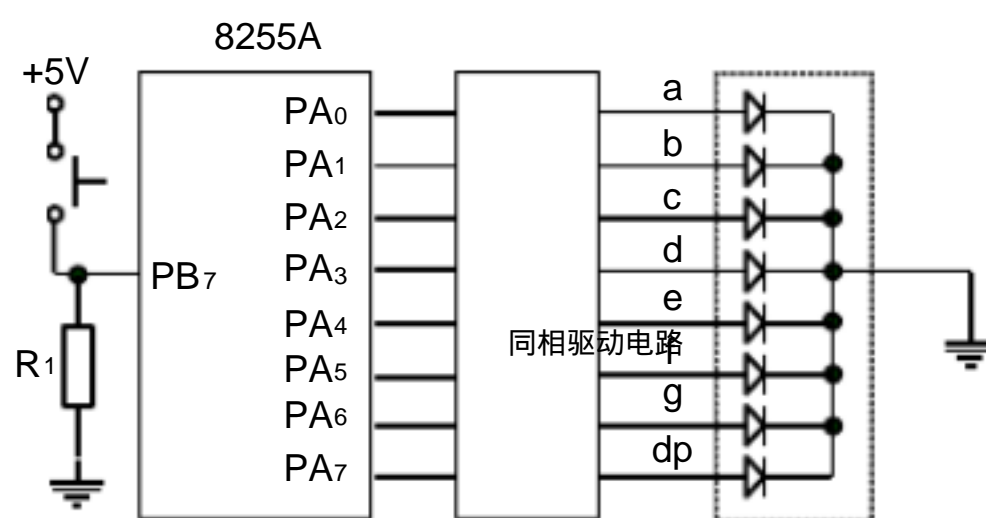 8255A
+5V
PA0
PA1
PA2
PA3
PA4
PA5
PA6
PA7
PB7
R1
同相驱动电路
a
b
c
d
e
f
g
dp